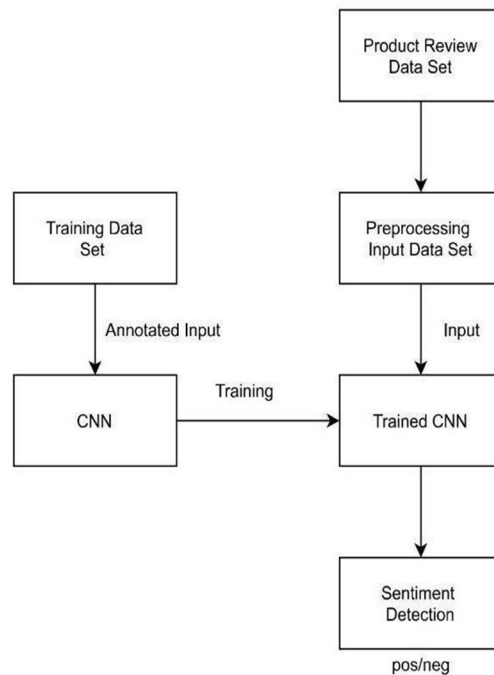 Product Review
Data Set
Training Data
Set
Preprocessing
Input Data Set
Annotated Input
Input
CNN
Training
Trained CNN
Sentiment
Detection
pos/neg